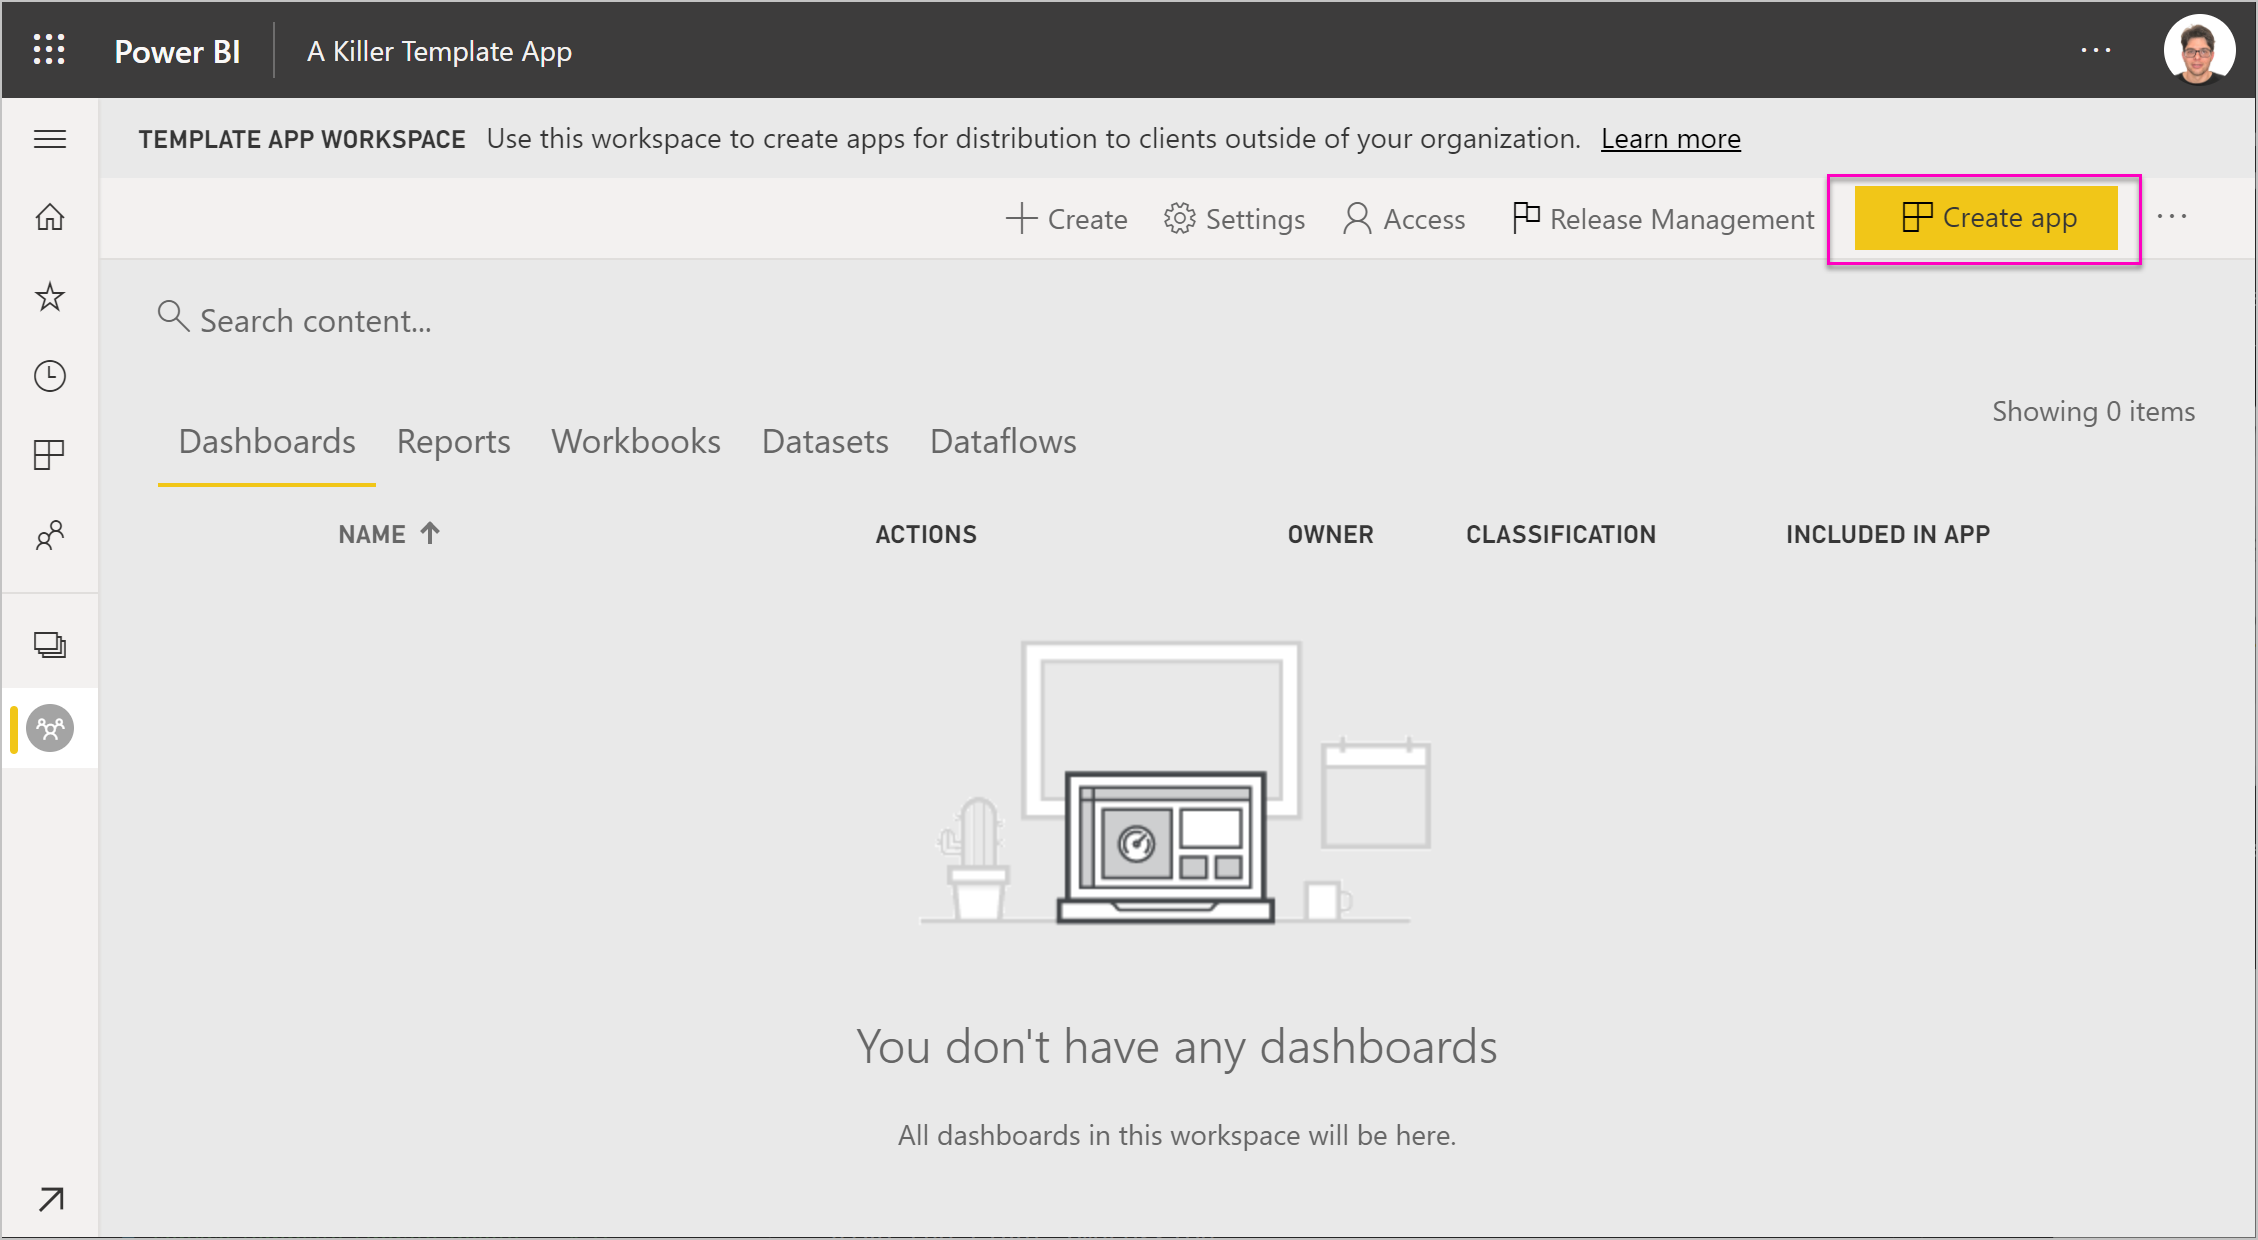 Power BI
A Killer Template App
...
TEMPLATE APP WORKSPACE Use this workspace to create apps for distribution to clients outside of your organization. Learn more
Create Settings Access Release Management Create app ...
Search content...
Showing 0 items
Dashboards Reports Workbooks Datasets Dataflows
NAME ACTIONS OWNER CLASSIFICATION INCLUDED IN APP
You don't have any dashboards
All dashboards in this workspace will be here.